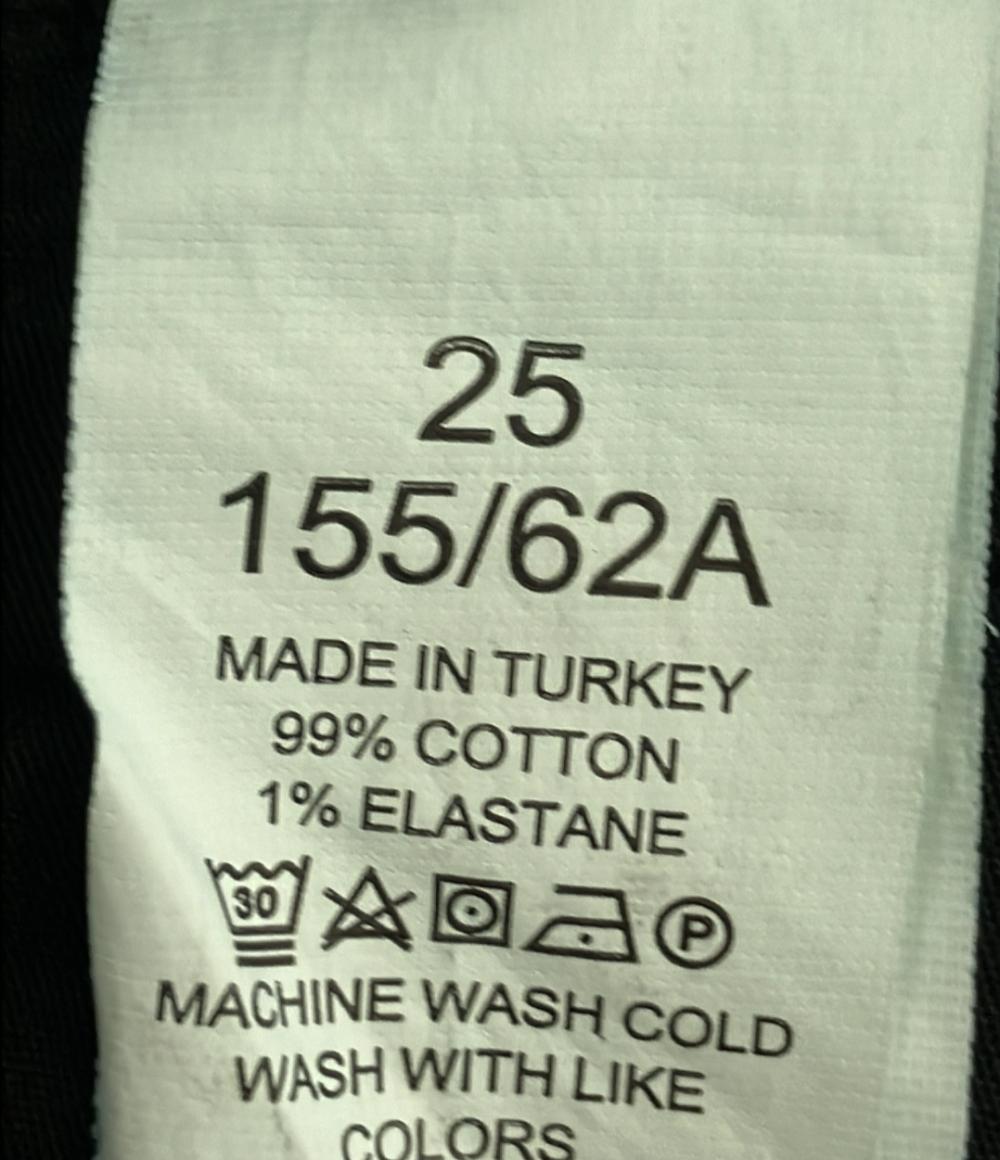 25
155/62A
MADE IN TURKEY
99% COTTON
1% ELASTANE
30 P
MACHINE WASH COLD
WASH WITH LIKE
COLORS